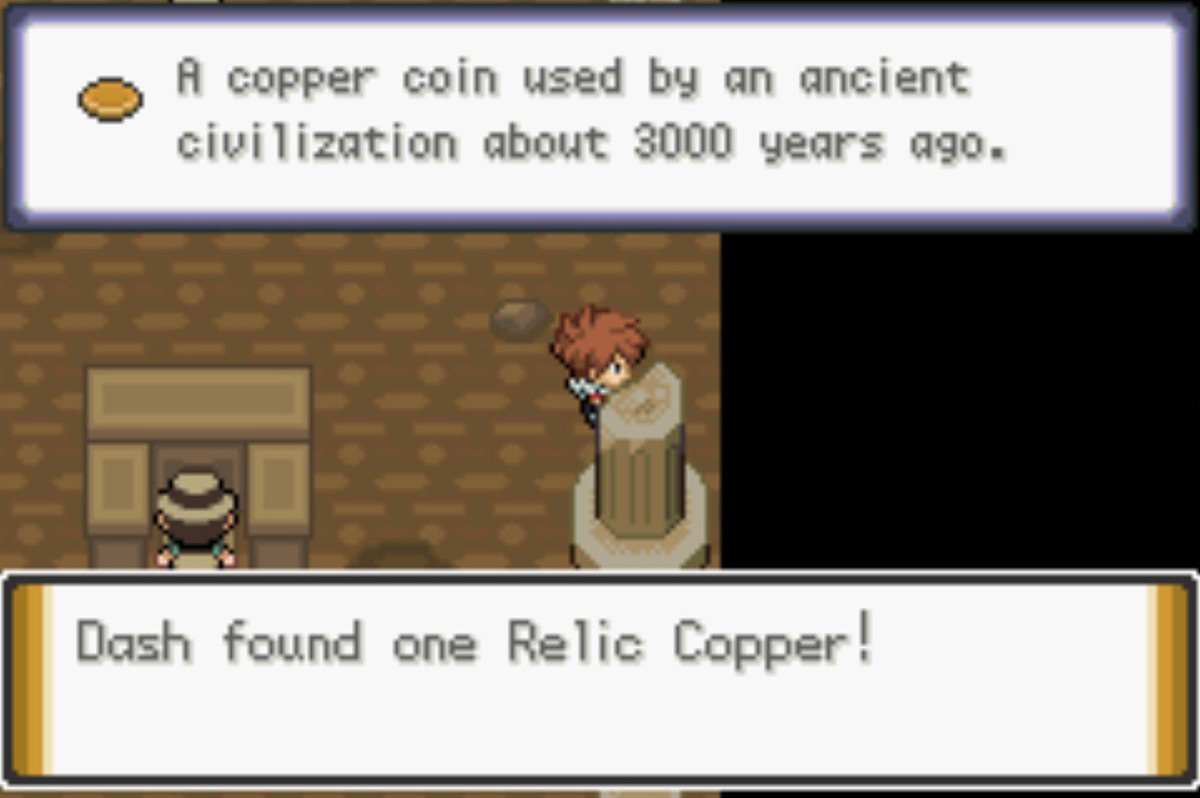 A copper coin used by an ancient
civilization about 3000 years ago.
Dash found one Relic Copper!